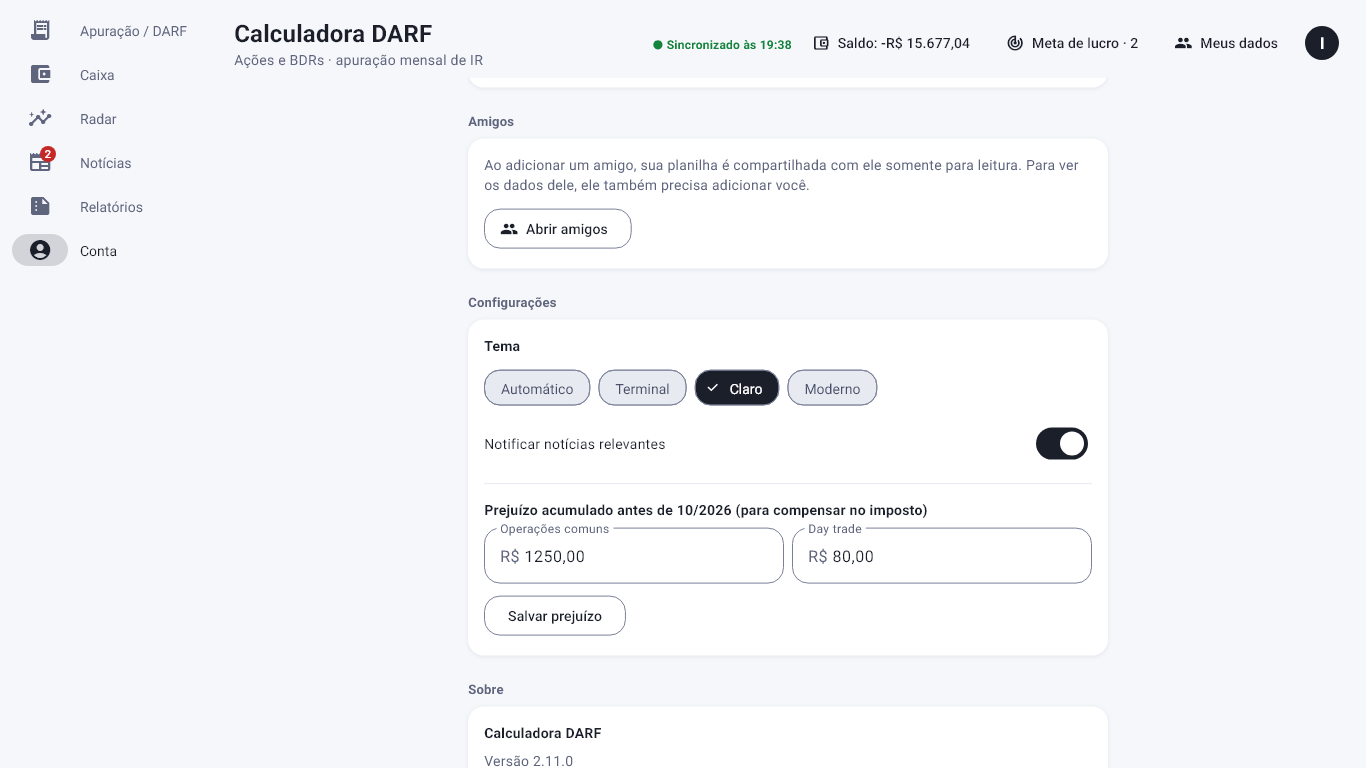 Apuração / DARF
Caixa
Radar
2
Notícias
Relatórios
Conta
Calculadora DARF
Ações e BDRs · apuração mensal de IR
Sincronizado às 19:38
Saldo: -R$ 15.677,04
Meta de lucro · 2
Meus dados
I
Amigos
Ao adicionar um amigo, sua planilha é compartilhada com ele somente para leitura. Para ver
os dados dele, ele também precisa adicionar você.
Abrir amigos
Configurações
Tema
Automático
Terminal
Claro
Moderno
Notificar notícias relevantes
Prejuízo acumulado antes de 10/2026 (para compensar no imposto)
Operações comuns
R$ 1250,00
Day trade
R$ 80,00
Salvar prejuízo
Sobre
Calculadora DARF
Versão 2.11.0